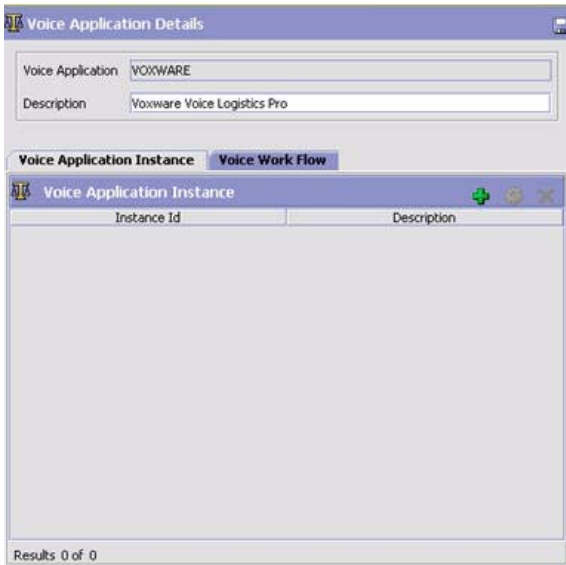 Voice Application Details
Voice Application VOXWARE
Description Voxware Voice Logistics Pro
Voice Application Instance Voice Work Flow
Voice Application Instance
Instance Id Description
Results 0 of 0